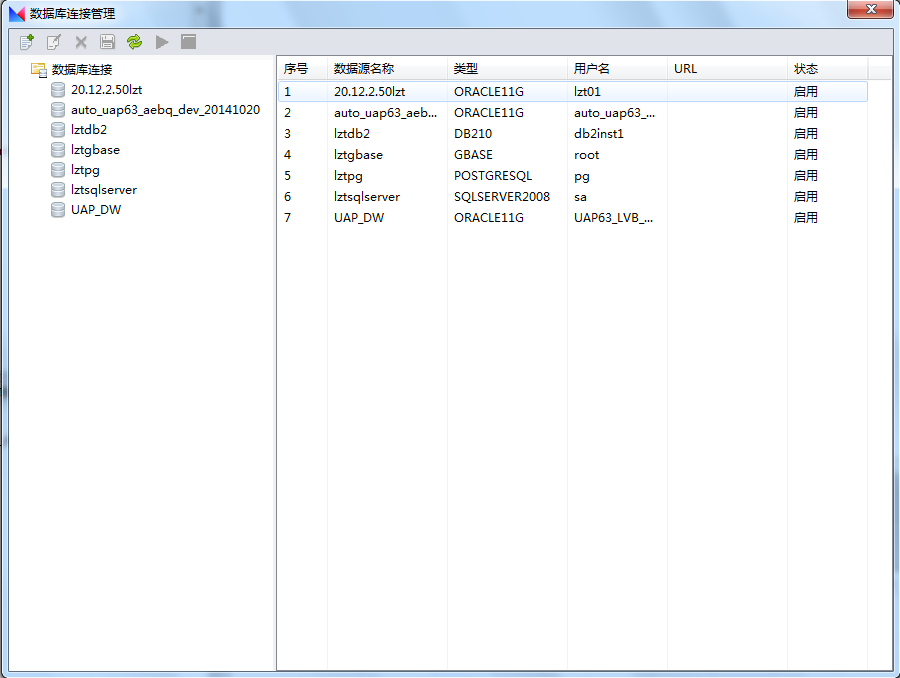 数据库连接管理
数据库连接
20.12.2.50lzt
auto_uap63_aebq_dev_20141020
lztdb2
lztgbase
lztpg
lztsqlserver
UAP_DW
序号 数据源名称 类型 用户名 URL 状态
1 20.12.2.50lzt ORACLE11G lzt01 启用
2 auto_uap63_aeb... ORACLE11G auto_uap63_... 启用
3 lztdb2 DB210 db2inst1 启用
4 lztgbase GBASE root 启用
5 lztpg POSTGRESQL pg 启用
6 lztsqlserver SQLSERVER2008 sa 启用
7 UAP_DW ORACLE11G UAP63_LVB_... 启用